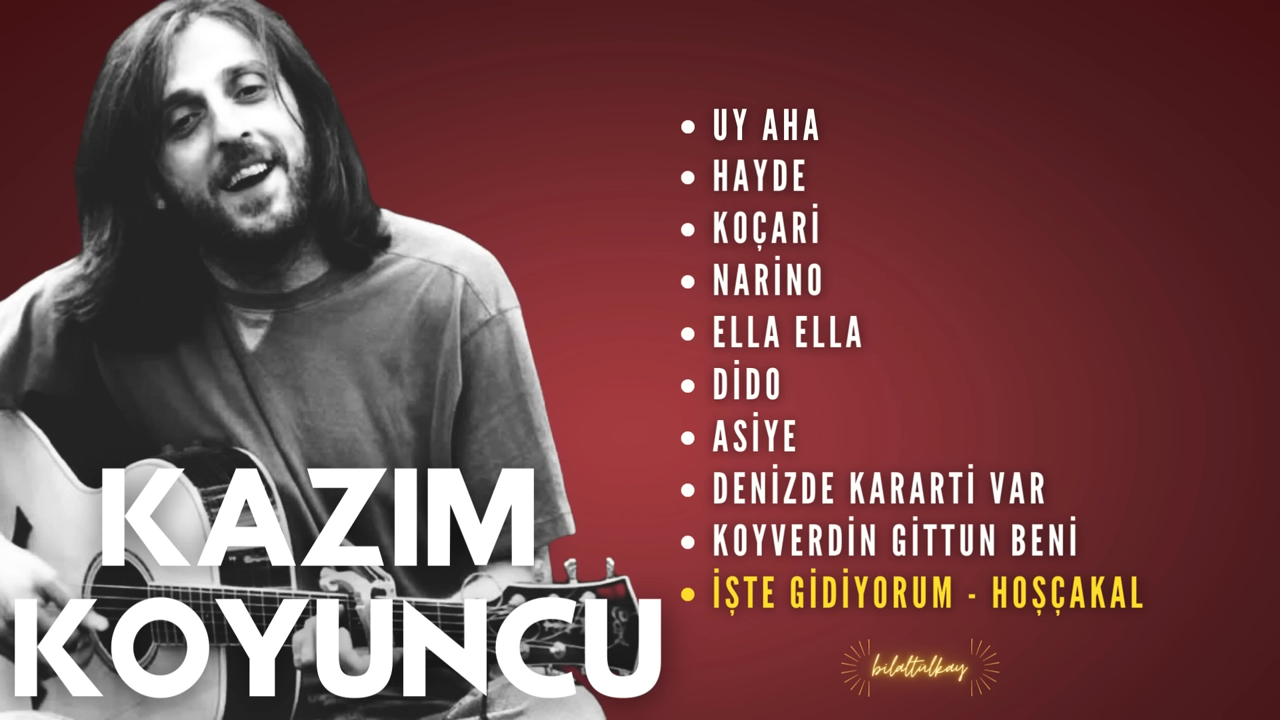 KAZIM
KOYUNCU
UY AHA
HAYDE
KOÇARİ
NARİNO
ELLA ELLA
DİDO
ASİYE
DENİZDE KARARTİ VAR
KOYVERDİN GİTTUN BENİ
İŞTE GİDİYORUM - HOŞÇAKAL
bilaltulkay